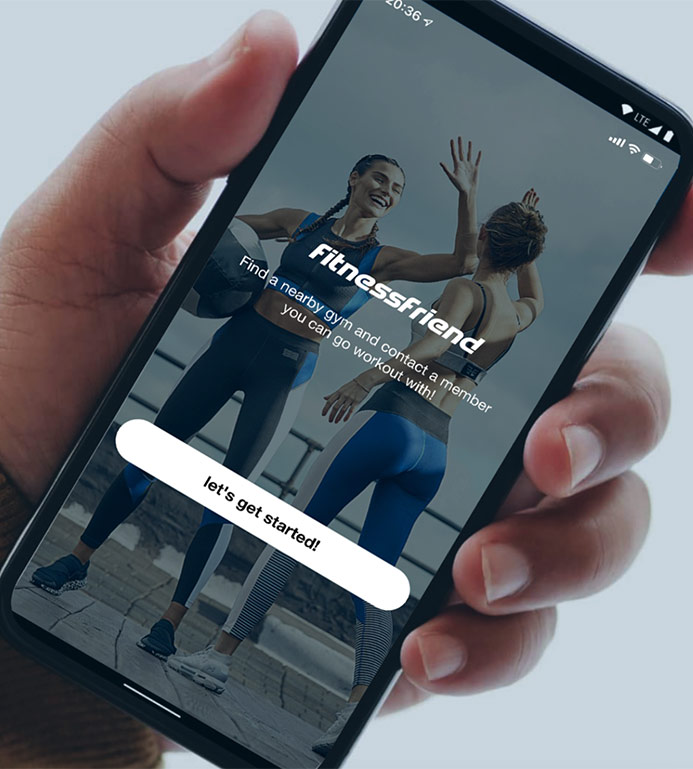 20:36
LTE
fitnessfriend
Find a nearby gym and contact a member
you can go workout with!
let's get started!